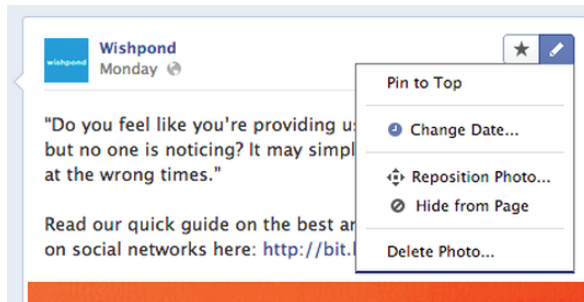 wishpond
Wishpond
Monday
"Do you feel like you're providing
but no one is noticing? It may
at the wrong times."
Read our quick guide on the best
on social networks here: http://bit.
Pin to Top
Change Date...
Reposition Photo...
Hide from Page
Delete Photo...